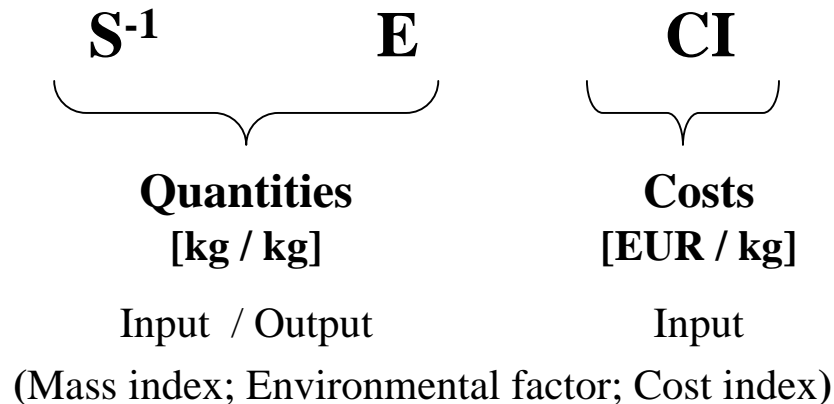 S⁻¹ E CI
Quantities Costs
[kg / kg] [EUR / kg]
Input / Output Input
(Mass index; Environmental factor; Cost index)